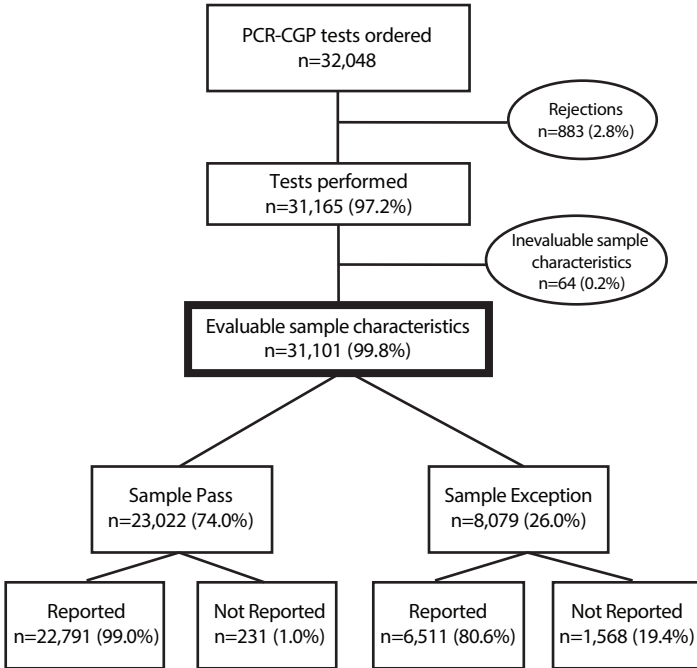 PCR-CGP tests ordered
n=32,048
Rejections
n=883 (2.8%)
Tests performed
n=31,165 (97.2%)
Inevaluable sample
characteristics
n=64 (0.2%)
Evaluable sample characteristics
n=31,101 (99.8%)
Sample Pass
n=23,022 (74.0%)
Sample Exception
n=8,079 (26.0%)
Reported
n=22,791 (99.0%)
Not Reported
n=231 (1.0%)
Reported
n=6,511 (80.6%)
Not Reported
n=1,568 (19.4%)